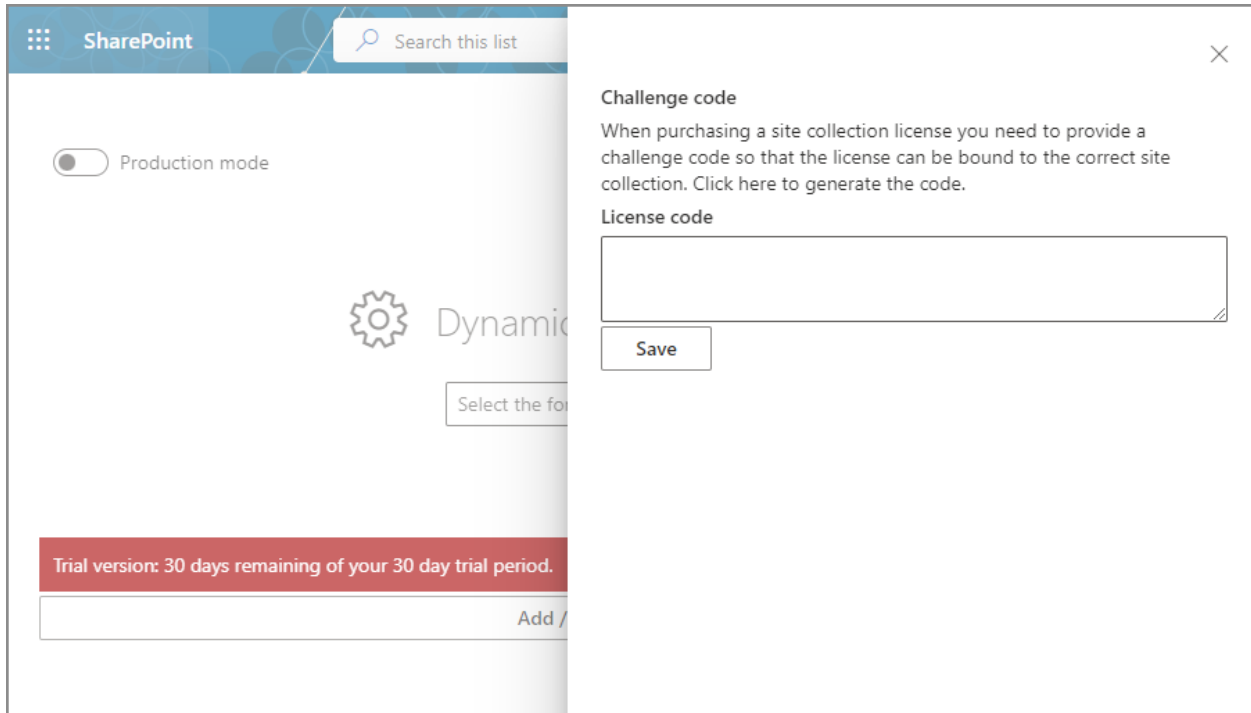 SharePoint
Search this list
Production mode
Dynamic
Select the for
Trial version: 30 days remaining of your 30 day trial period.
Add /
Challenge code
When purchasing a site collection license you need to provide a
challenge code so that the license can be bound to the correct site
collection. Click here to generate the code.
License code
Save